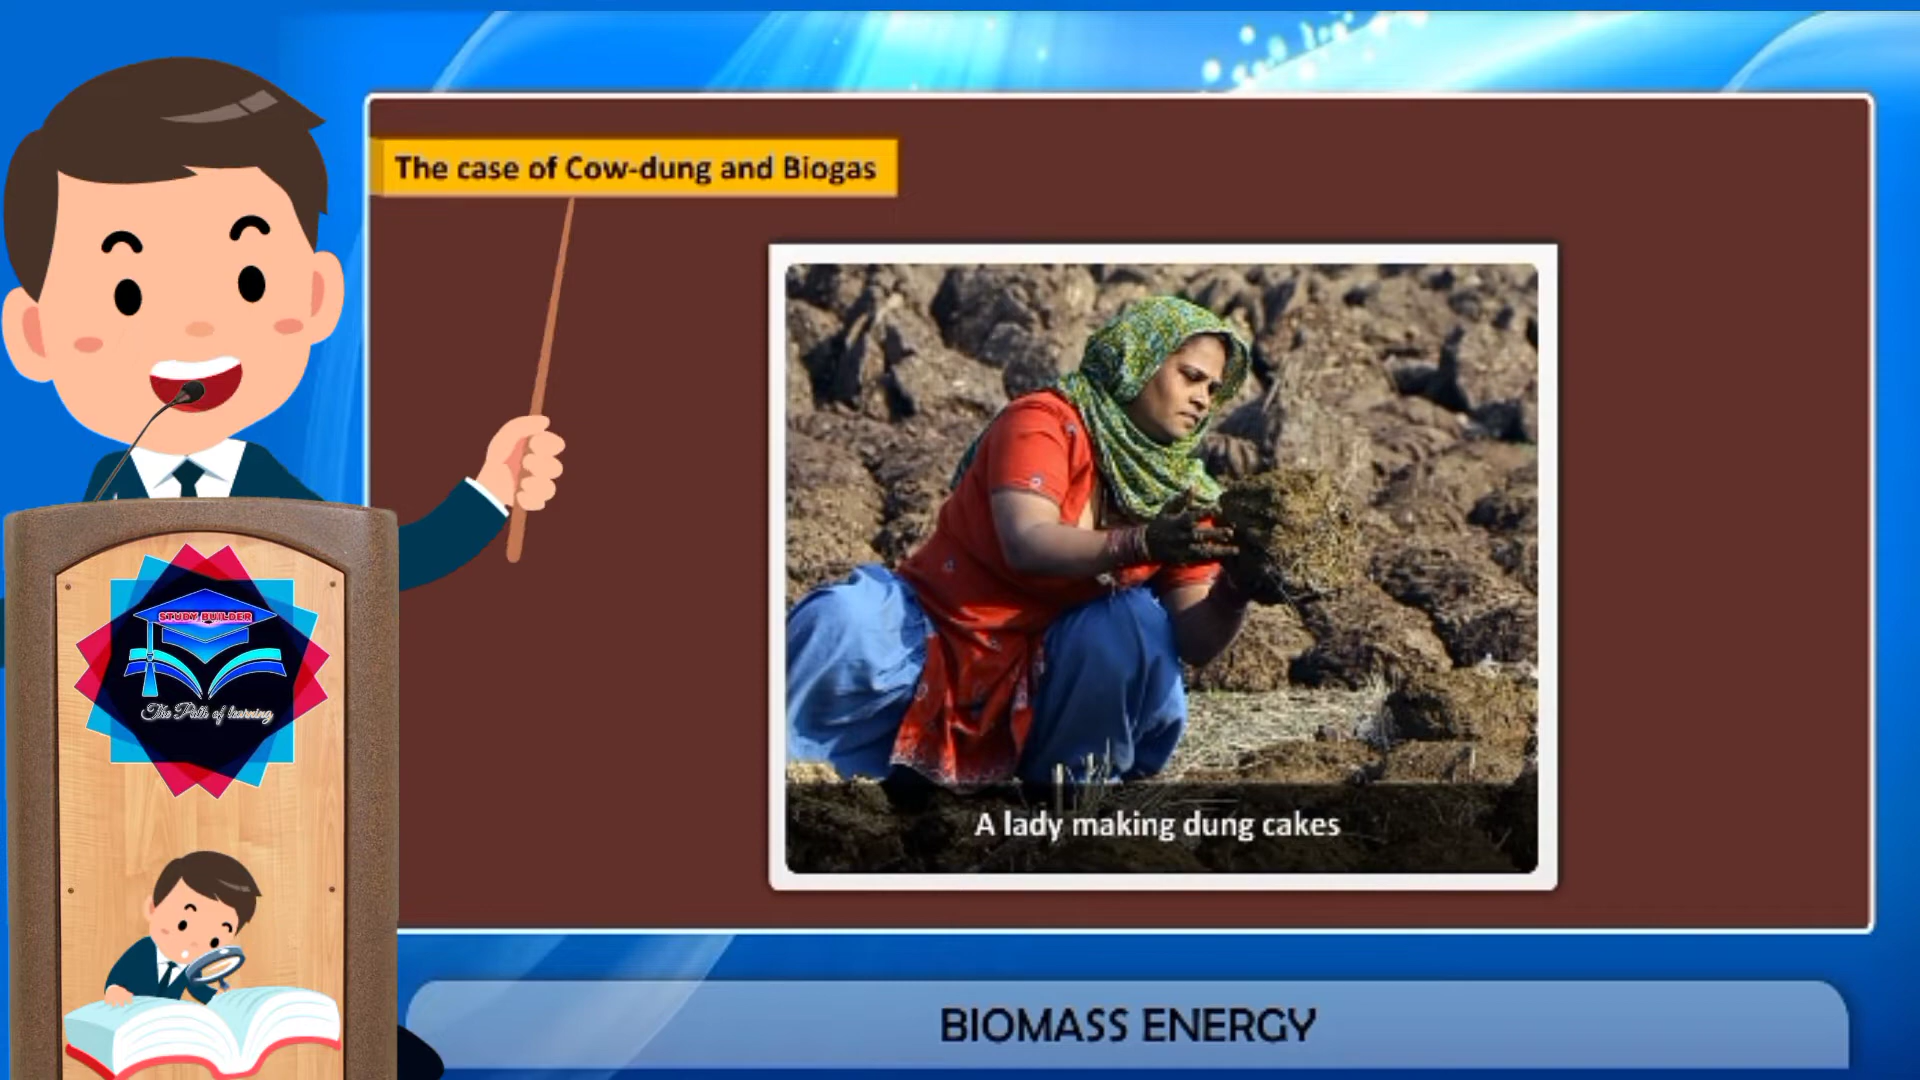 The case of Cow-dung and Biogas
A lady making dung cakes
STUDY BUILDER
The Path of learning
BIOMASS ENERGY